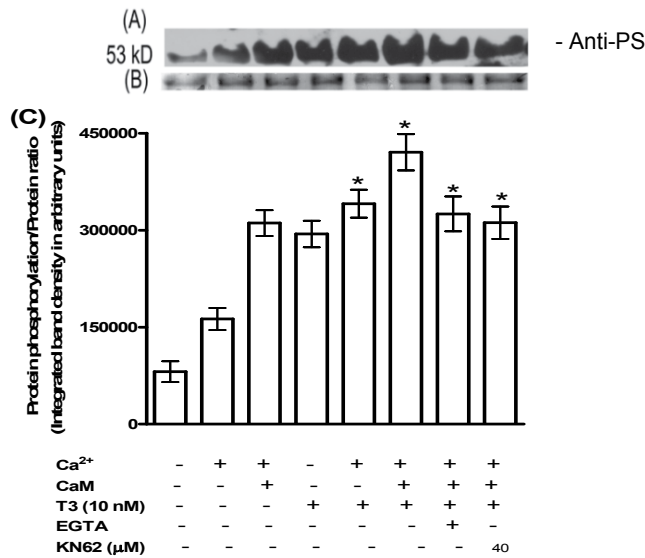 (A)
- Anti-PS
53 kD
(B)
(C)
Protein phosphorylation/Protein ratio
(Integrated band density in arbitrary units)
450000
300000
150000
0
*
*
*
*
Ca²⁺ - + + - + + + +
CaM - - + - - + + +
T3 (10 nM) - - - + + + + +
EGTA - - - - - - + -
KN62 (μM) - - - - - - - 40